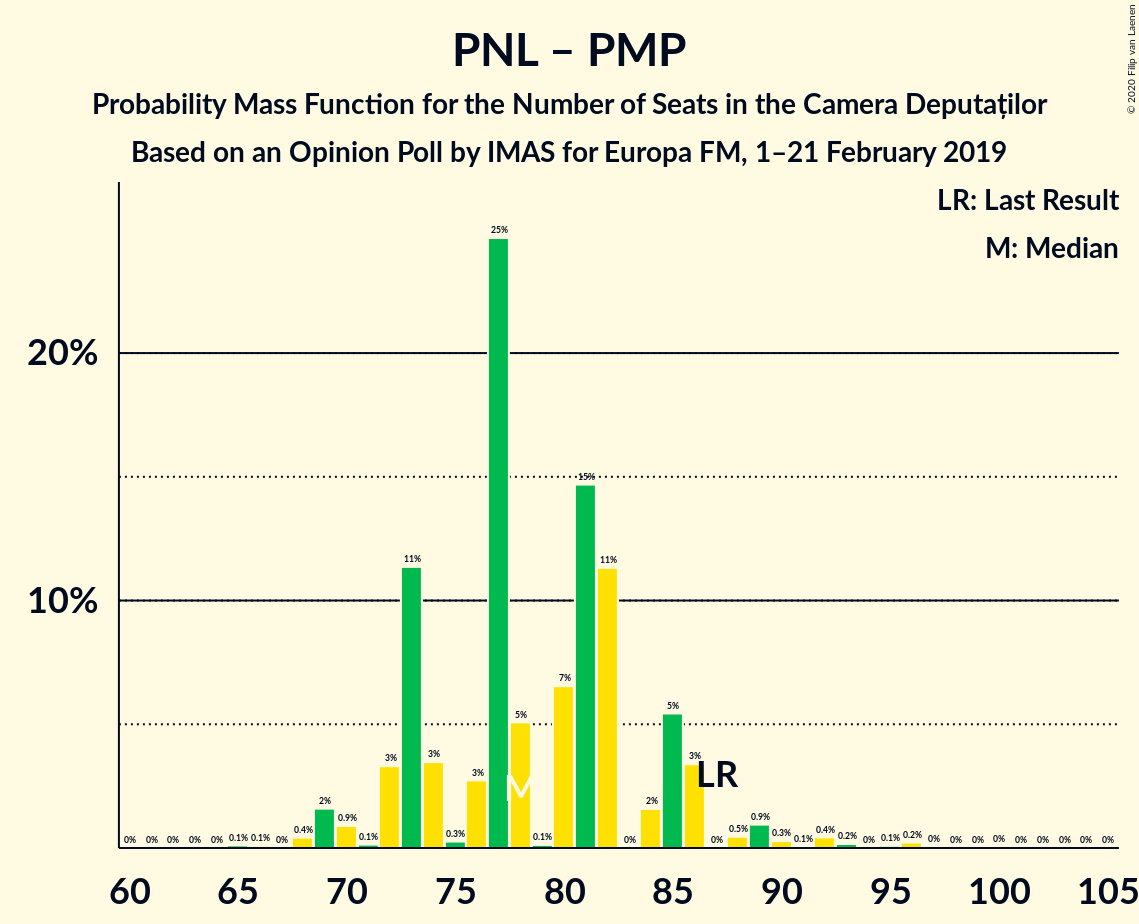 PNL – PMP
Probability Mass Function for the Number of Seats in the Camera Deputaților
Based on an Opinion Poll by IMAS for Europa FM, 1–21 February 2019
© 2020 Filip van Laenen
LR: Last Result
M: Median
20%
10%
0% 0% 0% 0% 0% 0.1% 0.1% 0% 0.4% 2% 0.9% 0.1% 3% 11% 3% 0.3% 3% 25% 5% 0.1% 7% 15% 11% 0% 2% 5% 3% 0% 0.5% 0.9% 0.3% 0.1% 0.4% 0.2% 0% 0.1% 0.2% 0% 0% 0% 0% 0% 0% 0% 0% 0%
M
LR
60 65 70 75 80 85 90 95 100 105